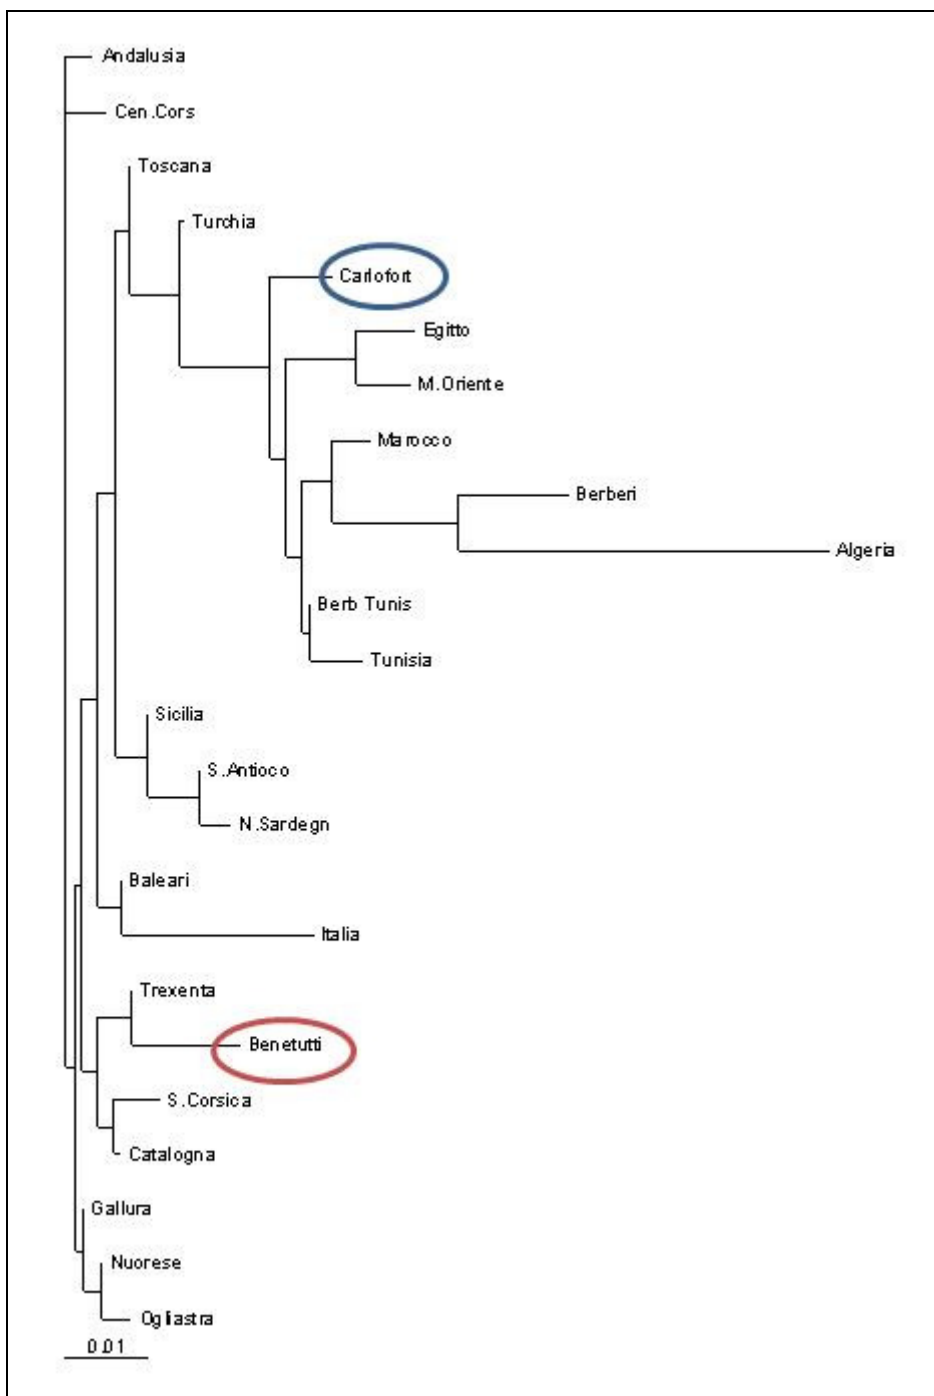 Andalusia
Cen.Cors
Toscana
Turchia
Carlofort
Egitto
M.Oriente
Marocco
Berberi
Algeria
Berb Tunis
Tunisia
Sicilia
S.Antioco
N.Sardegn
Baleari
Italia
Trexenta
Benetutti
S.Corsica
Catalogna
Gallura
Nuorese
Ogliastra
0.01